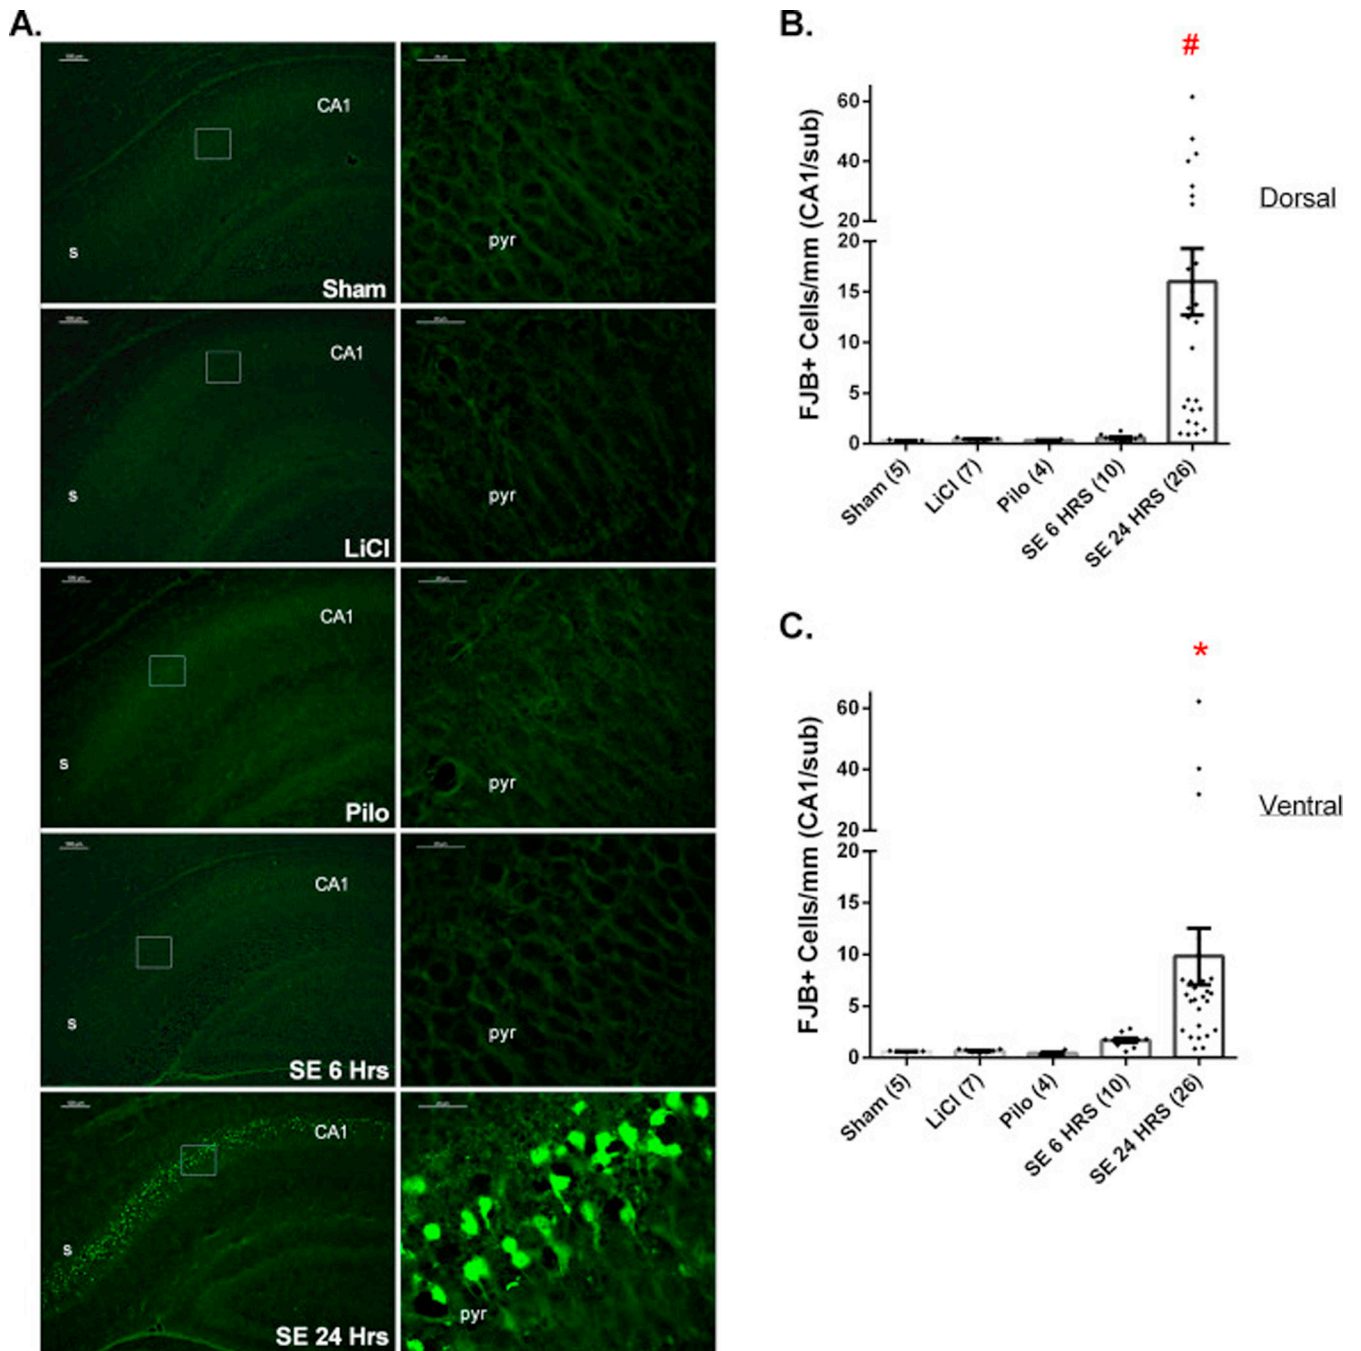 A.
CA1
s
Sham
pyr
CA1
s
LiCl
pyr
CA1
s
Pilo
pyr
CA1
s
SE 6 Hrs
pyr
CA1
s
SE 24 Hrs
pyr
B.
#
FJB+ Cells/mm (CA1/sub)
60
40
20
20
15
10
5
0
Sham (5)
LiCl (7)
Pilo (4)
SE 6 HRS (10)
SE 24 HRS (26)
Dorsal
C.
*
FJB+ Cells/mm (CA1/sub)
60
40
20
20
15
10
5
0
Sham (5)
LiCl (7)
Pilo (4)
SE 6 HRS (10)
SE 24 HRS (26)
Ventral